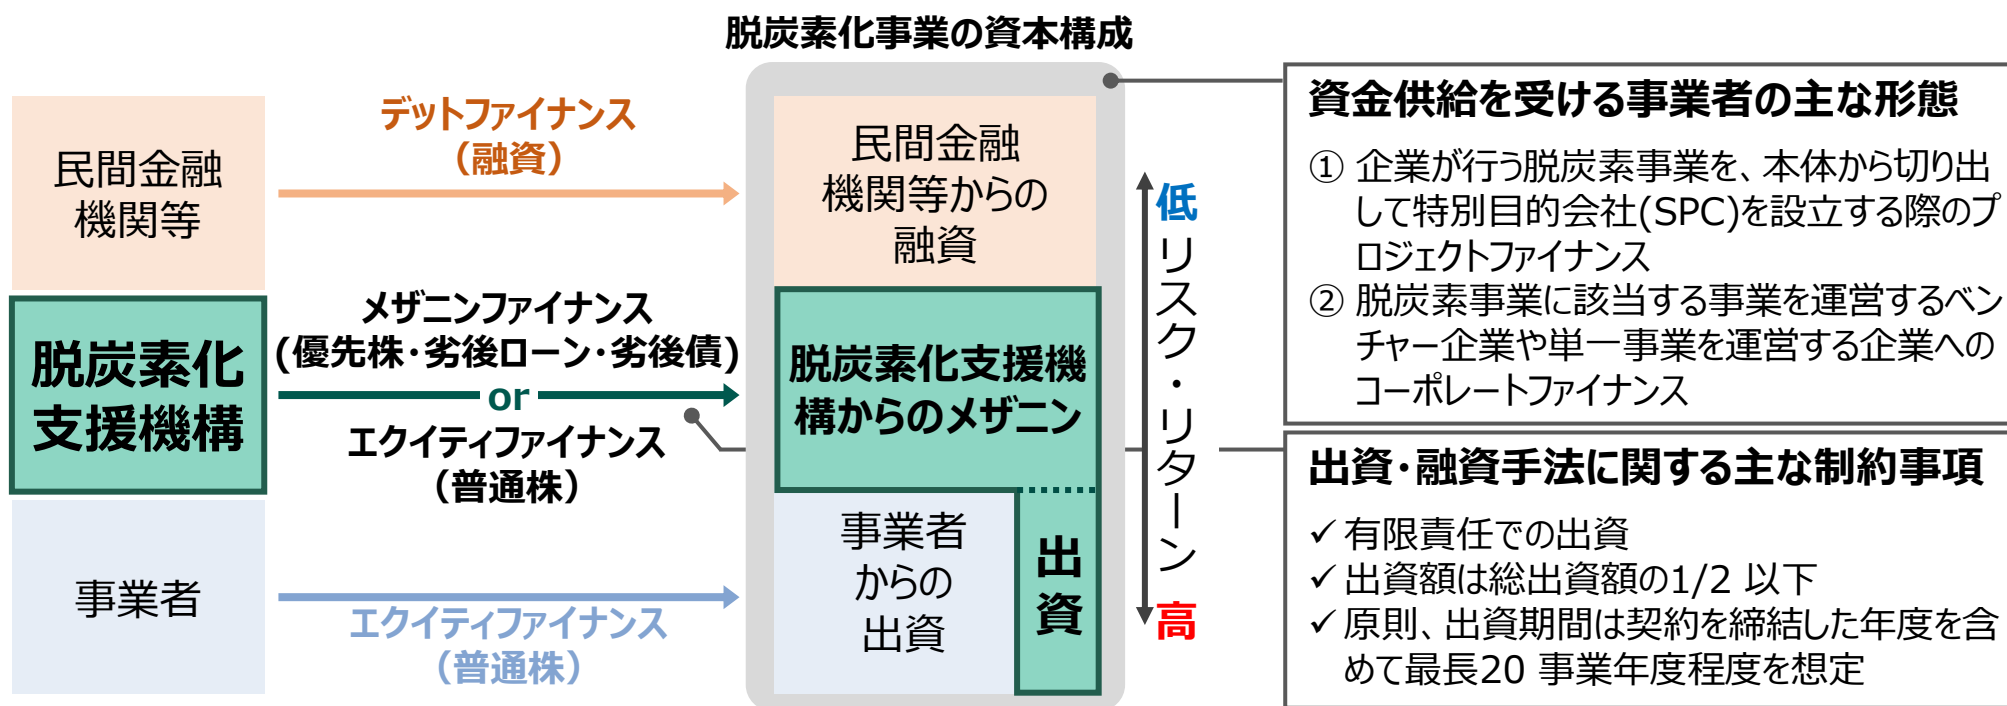 脱炭素化事業の資本構成
民間金融
機関等
デットファイナンス
（融資）
民間金融
機関等からの
融資
脱炭素化
支援機構
メザニンファイナンス
(優先株・劣後ローン・劣後債)
or
エクイティファイナンス
（普通株）
脱炭素化支援機
構からのメザニン
事業者
エクイティファイナンス
（普通株）
事業者
からの
出資
出資
低
リスク・リターン
高
資金供給を受ける事業者の主な形態
① 企業が行う脱炭素事業を、本体から切り出
して特別目的会社(SPC)を設立する際のプ
ロジェクトファイナンス
② 脱炭素事業に該当する事業を運営するベン
チャー企業や単一事業を運営する企業への
コーポレートファイナンス
出資・融資手法に関する主な制約事項
✓ 有限責任での出資
✓ 出資額は総出資額の1/2 以下
✓ 原則、出資期間は契約を締結した年度を含
めて最長20 事業年度程度を想定